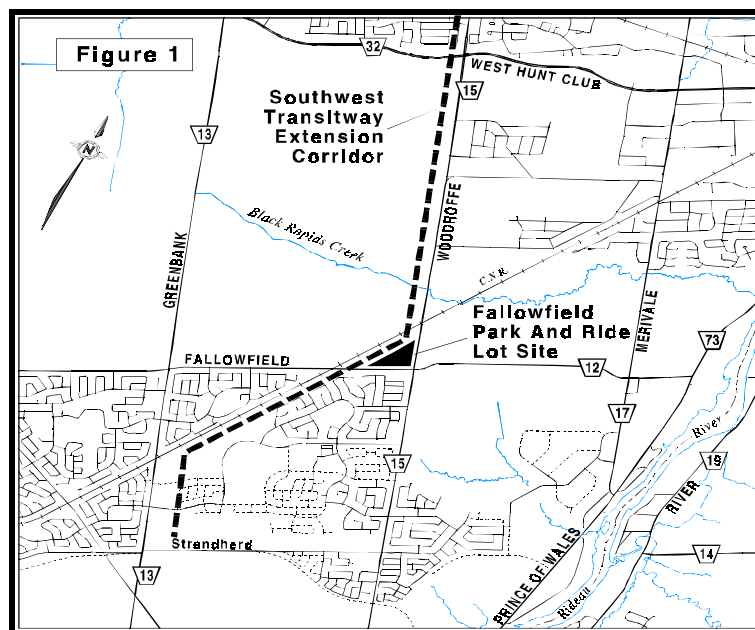 Figure 1
32
WEST HUNT CLUB
Southwest
Transitway
Extension
Corridor
15
13
N
WOODROFFE
Black Rapids Creek
GREENBANK
C.N.R.
MERIVALE
Fallowfield
Park And Ride
Lot Site
73
FALLOWFIELD
12
17
River
15
19
RIVER
Strandherd
PRINCE OF WALES
14
13
Rideau